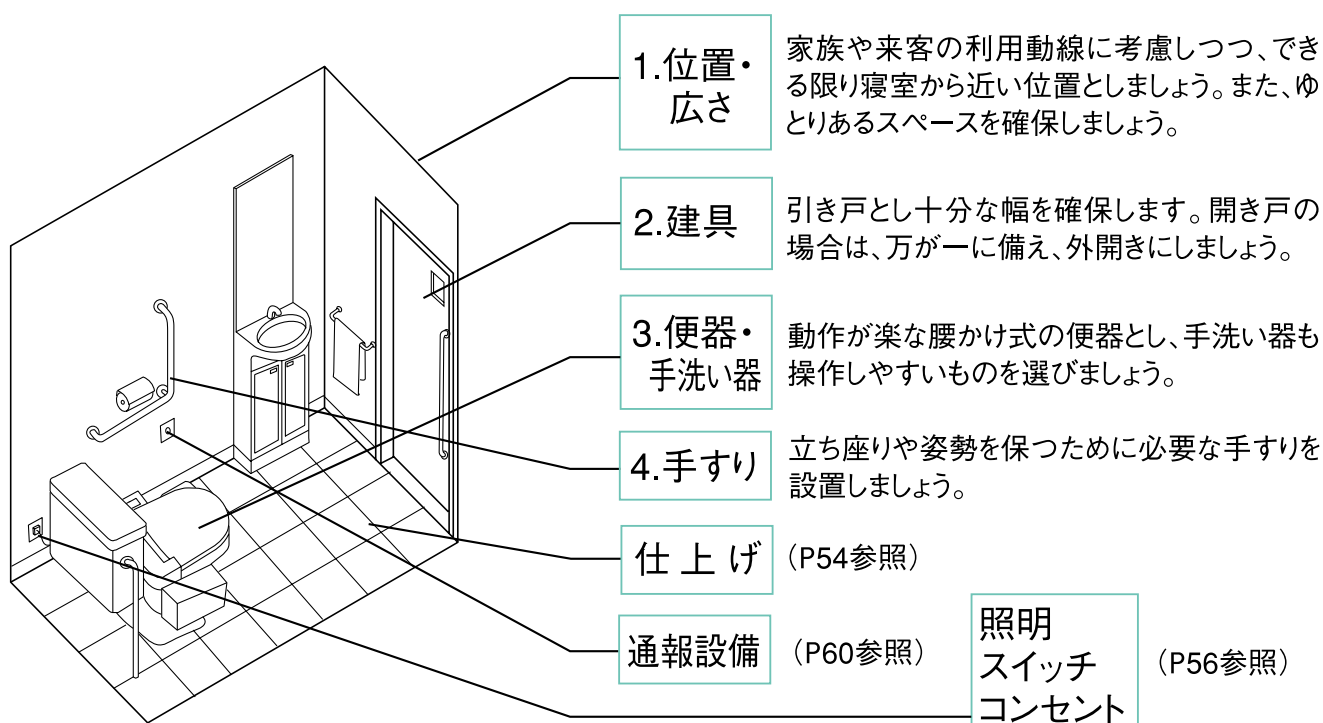 1.位置・
広さ
家族や来客の利用動線に考慮しつつ、でき
る限り寝室から近い位置としましょう。また、ゆ
とりあるスペースを確保しましょう。
2.建具
引き戸とし十分な幅を確保します。開き戸の
場合は、万が一に備え、外開きにしましょう。
3.便器・
手洗い器
動作が楽な腰かけ式の便器とし、手洗い器も
操作しやすいものを選びましょう。
4.手すり
立ち座りや姿勢を保つために必要な手すりを
設置しましょう。
仕上げ
（P54参照）
通報設備
（P60参照）
照明
スイッチ
コンセント
（P56参照）